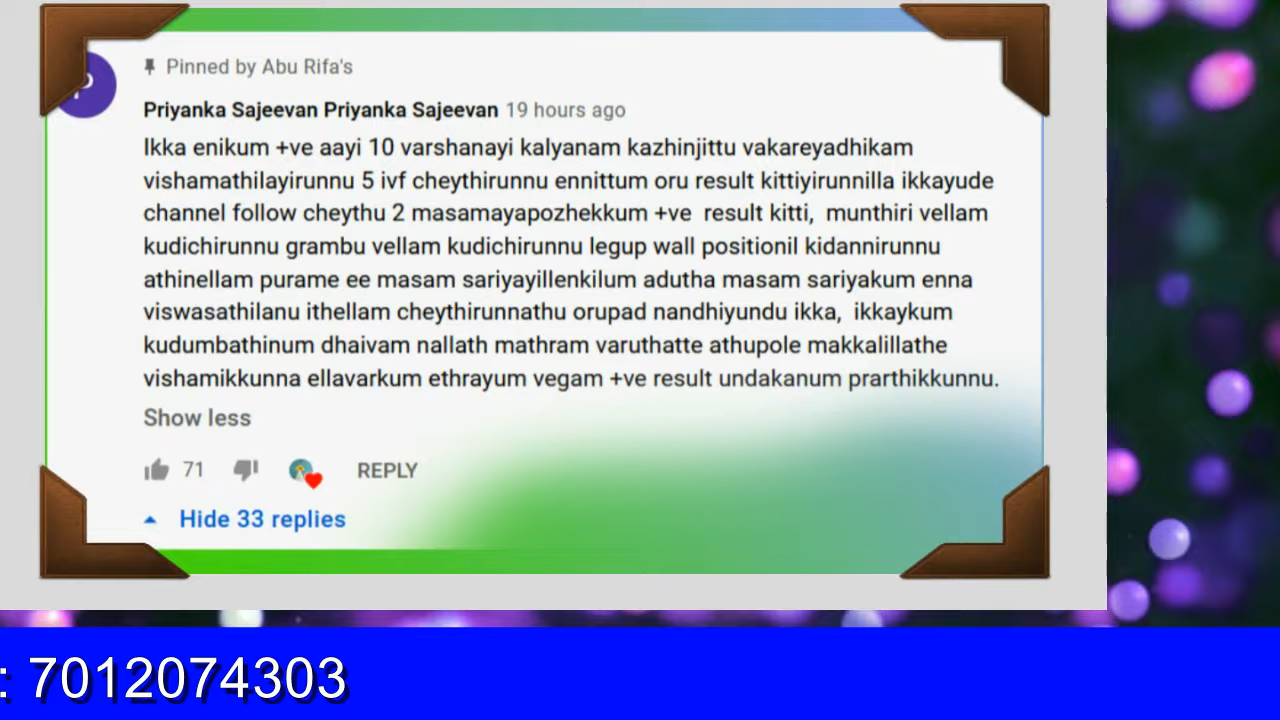 Pinned by Abu Rifa's
Priyanka Sajeevan Priyanka Sajeevan 19 hours ago
Ikka enikum +ve aayi 10 varshanayi kalyanam kazhinjittu vakareyadhikam
vishamathilayirunnu 5 ivf cheythirunnu ennittum oru result kittiyirunnilla ikkayude
channel follow cheythu 2 masamayapozhekkum +ve result kitti, munthiri vellam
kudichirunnu grambu vellam kudichirunnu legup wall positionil kidannirunnu
athinellam purame ee masam sariyayillenkilum adutha masam sariyakum enna
viswasathilanu ithellam cheythirunnathu orupad nandhiyundu ikka, ikkaykum
kudumbathinum dhaivam nallath mathram varuthatte athupole makkalillathe
vishamikkunna ellavarkum ethrayum vegam +ve result undakanum prarthikkunnu.
Show less
71 REPLY
Hide 33 replies
: 7012074303